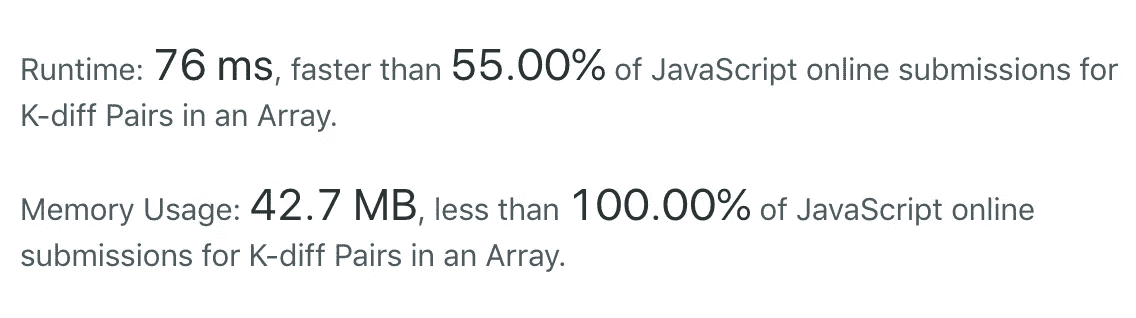 Runtime: 76 ms, faster than 55.00% of JavaScript online submissions for
K-diff Pairs in an Array.
Memory Usage: 42.7 MB, less than 100.00% of JavaScript online
submissions for K-diff Pairs in an Array.